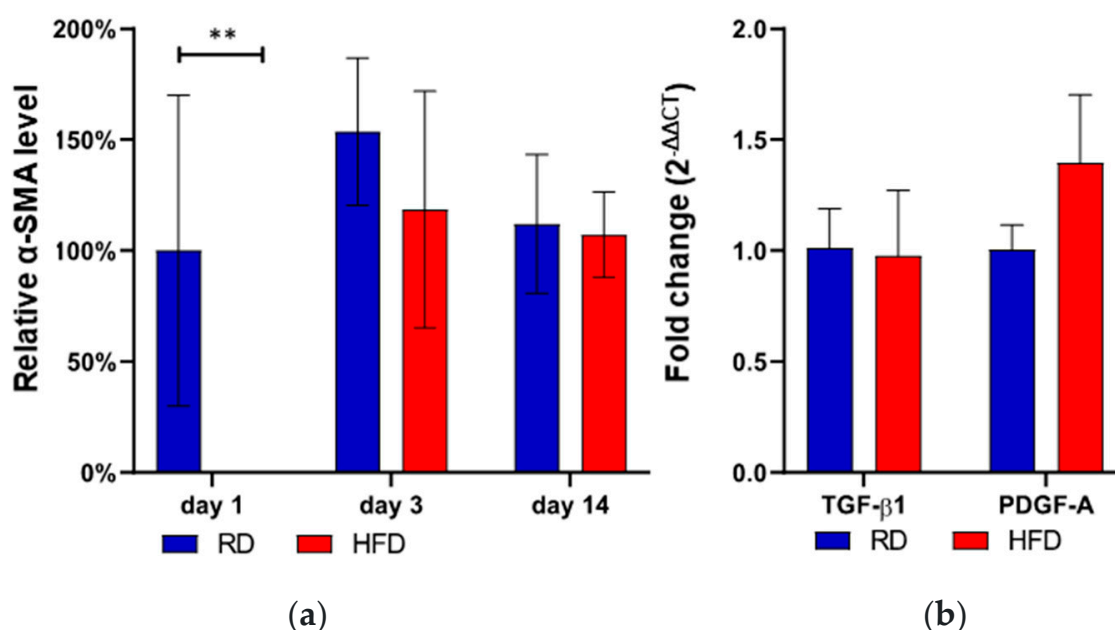 Relative α-SMA level
200%
150%
100%
50%
0%
**
day 1 day 3 day 14
RD HFD
(a)
Fold change (2-ΔΔCT)
2.0
1.5
1.0
0.5
0.0
TGF-β1 PDGF-A
RD HFD
(b)